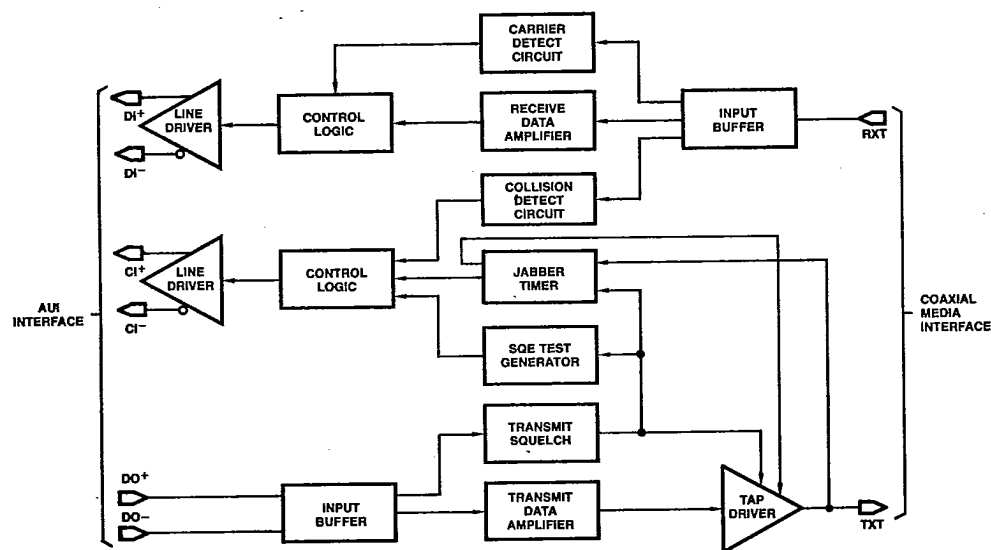 CARRIER
DETECT
CIRCUIT
DI+
LINE
DRIVER
DI−
CONTROL
LOGIC
RECEIVE DATA
AMPLIFIER
INPUT
BUFFER
RXT
COLLISION
DETECT
CIRCUIT
CI+
LINE
DRIVER
CI−
CONTROL
LOGIC
JABBER
TIMER
AUI
INTERFACE
COAXIAL
MEDIA
INTERFACE
SQE TEST
GENERATOR
TRANSMIT
SQUELCH
DO+
DO−
INPUT
BUFFER
TRANSMIT
DATA
AMPLIFIER
TAP
DRIVER
TXT